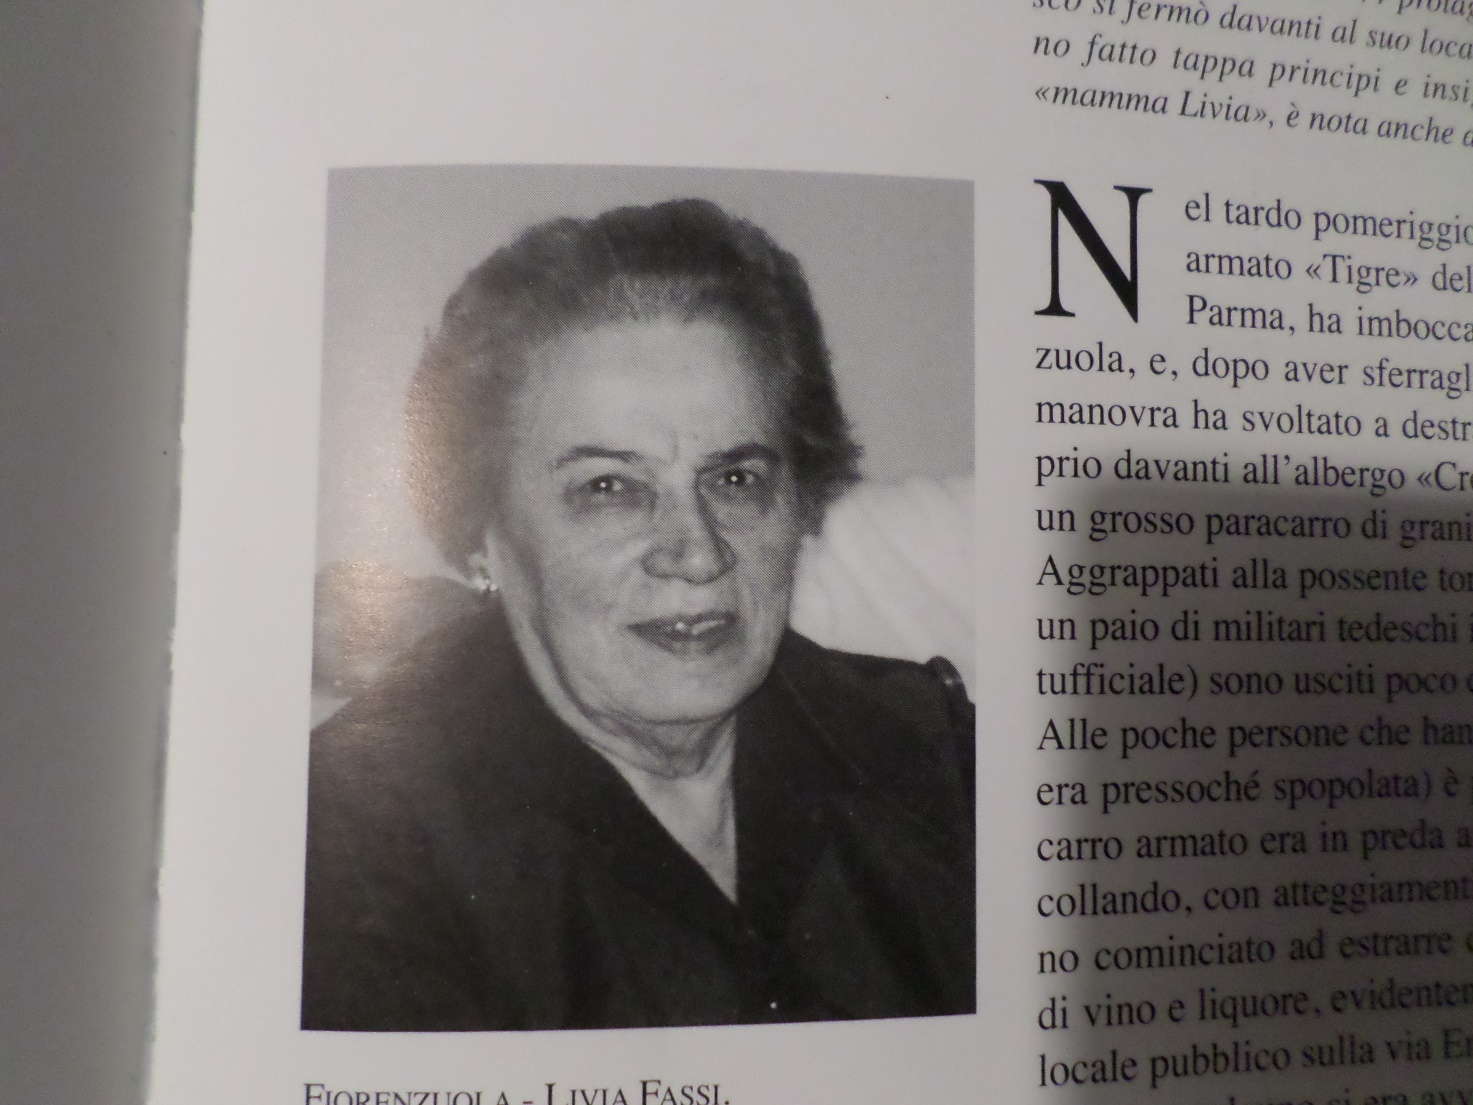 sco si fermò davanti al suo loca
no fatto tappa principi e insi
«mamma Livia», è nota anche
Nel tardo pomeriggio
armato «Tigre» del
Parma, ha imbocca
zuola, e, dopo aver sferragl
manovra ha svoltato a destr
prio davanti all'albergo «Cr
un grosso paracarro di grani
Aggrappati alla possente tor
un paio di militari tedeschi
tufficiale) sono usciti poco
Alle poche persone che han
era pressoché spopolata) è
carro armato era in preda a
collando, con atteggiament
no cominciato ad estrarre
di vino e liquore, evidente
locale pubblico sulla via Em
FIORENZUOLA - LIVIA FASSI.